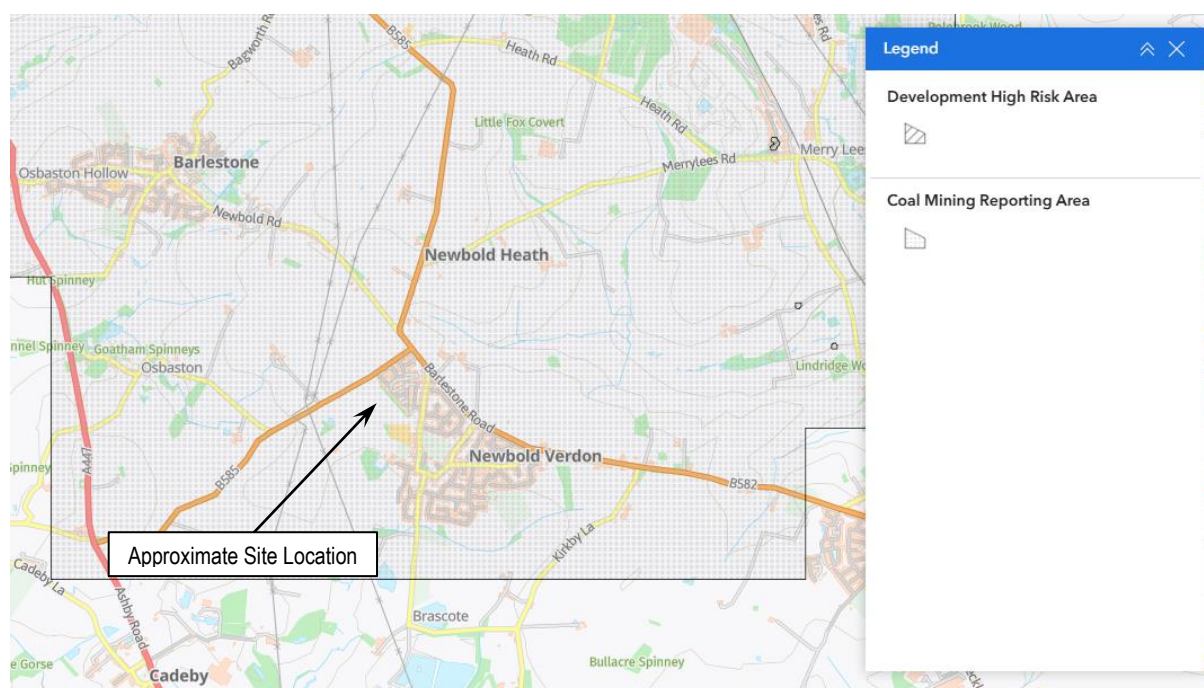 Bagworth Rd
B585
Heath Rd
Legend
Little Fox Covert
Heath Rd
Development High Risk Area
Barlestone
Osbaston Hollow
Merrylees Rd
Merry Lee
Coal Mining Reporting Area
Newbold Rd
Newbold Heath
Hut Spinney
nnel Spinney
Goatham Spinneys
Osbaston
Lindridge Wo
Barlestone Road
Newbold Verdon
A447
pinney
B585
B582
Approximate Site Location
Kirkby La
Cadeby La
Ashby Road
Brascote
e Gorse
Cadeby
Bullacre Spinney